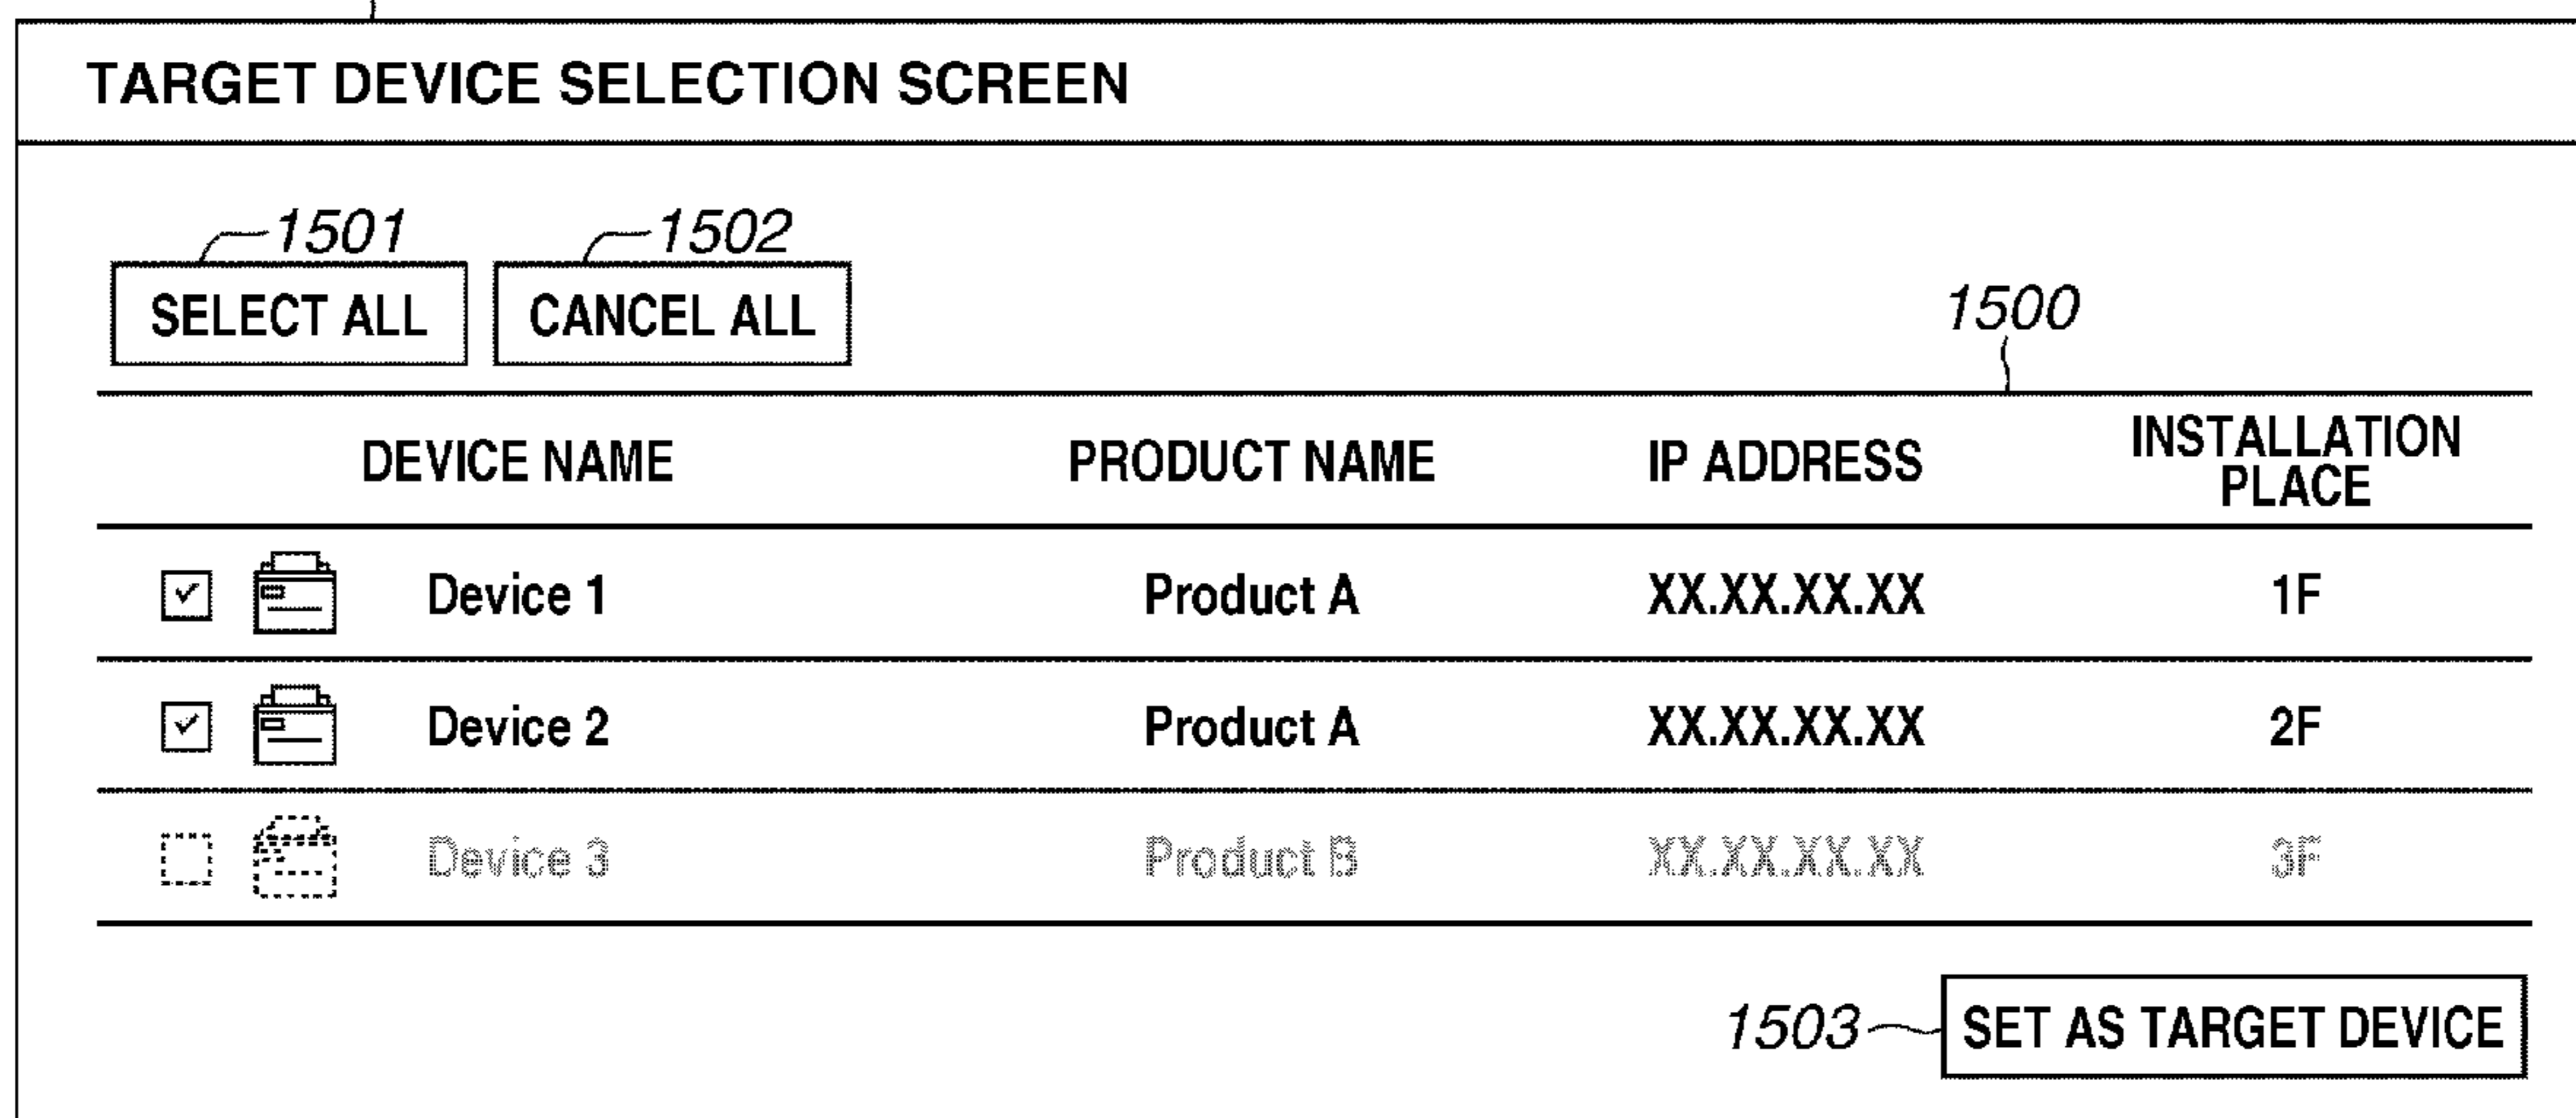 TARGET DEVICE SELECTION SCREEN
1501 1502
SELECT ALL CANCEL ALL
1500
DEVICE NAME PRODUCT NAME IP ADDRESS INSTALLATION PLACE
Device 1 Product A XX.XX.XX.XX 1F
Device 2 Product A XX.XX.XX.XX 2F
Device 3 Product B XX.XX.XX.XX 3F
1503 SET AS TARGET DEVICE